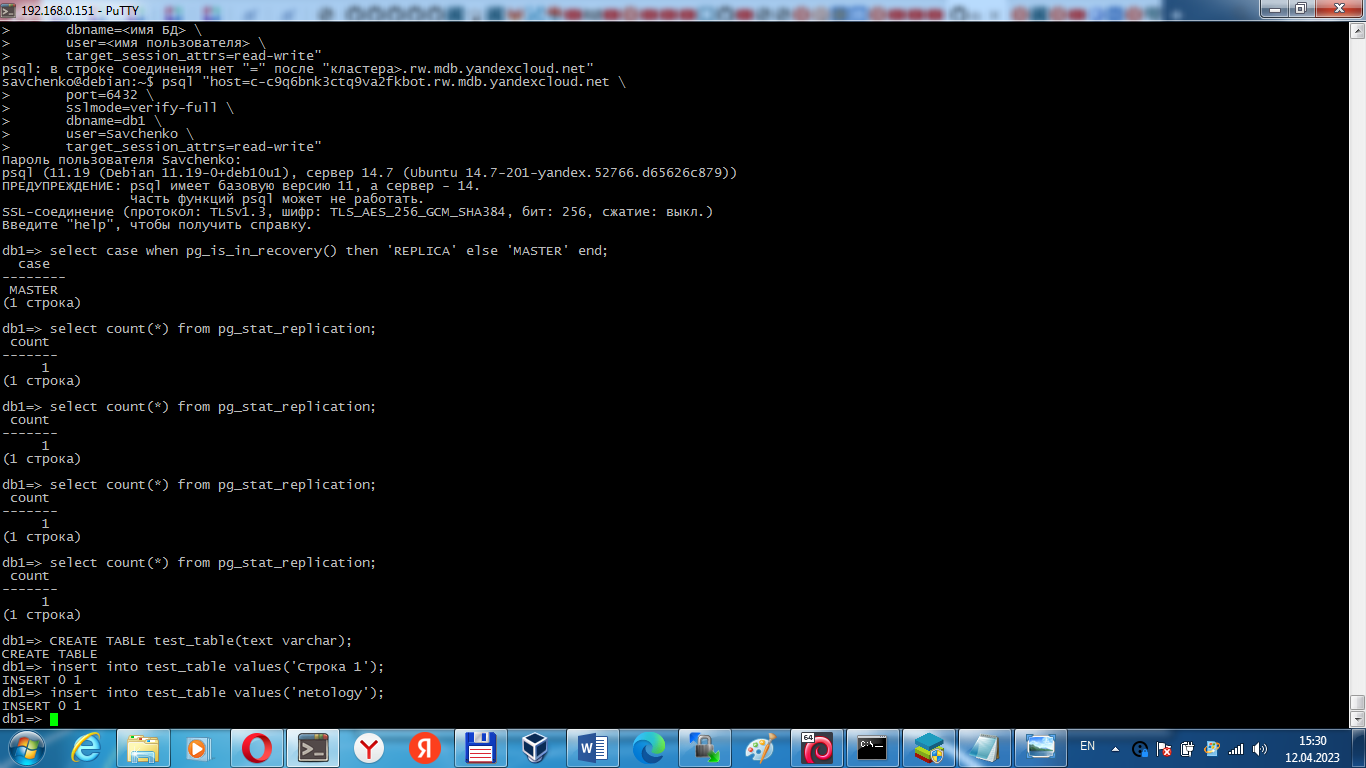 192.168.0.151 - PuTTY
>       dbname=<имя БД> \
>       user=<имя пользователя> \
>       target_session_attrs=read-write"
psql: в строке соединения нет "=" после "кластера>.rw.mdb.yandexcloud.net"
savchenko@debian:~$ psql "host=c-c9q6bnk3ctq9va2fkbot.rw.mdb.yandexcloud.net \
>       port=6432 \
>       sslmode=verify-full \
>       dbname=db1 \
>       user=Savchenko \
>       target_session_attrs=read-write"
Пароль пользователя Savchenko:
psql (11.19 (Debian 11.19-0+deb10u1), сервер 14.7 (Ubuntu 14.7-201-yandex.52766.d65626c879))
ПРЕДУПРЕЖДЕНИЕ: psql имеет базовую версию 11, а сервер - 14.
                Часть функций psql может не работать.
SSL-соединение (протокол: TLSv1.3, шифр: TLS_AES_256_GCM_SHA384, бит: 256, сжатие: выкл.)
Введите "help", чтобы получить справку.
db1=> select case when pg_is_in_recovery() then 'REPLICA' else 'MASTER' end;
  case
--------
 MASTER
(1 строка)
db1=> select count(*) from pg_stat_replication;
 count
-------
     1
(1 строка)
db1=> select count(*) from pg_stat_replication;
 count
-------
     1
(1 строка)
db1=> select count(*) from pg_stat_replication;
 count
-------
     1
(1 строка)
db1=> select count(*) from pg_stat_replication;
 count
-------
     1
(1 строка)
db1=> CREATE TABLE test_table(text varchar);
CREATE TABLE
db1=> insert into test_table values('Строка 1');
INSERT 0 1
db1=> insert into test_table values('netology');
INSERT 0 1
db1=>
EN
15:30
12.04.2023